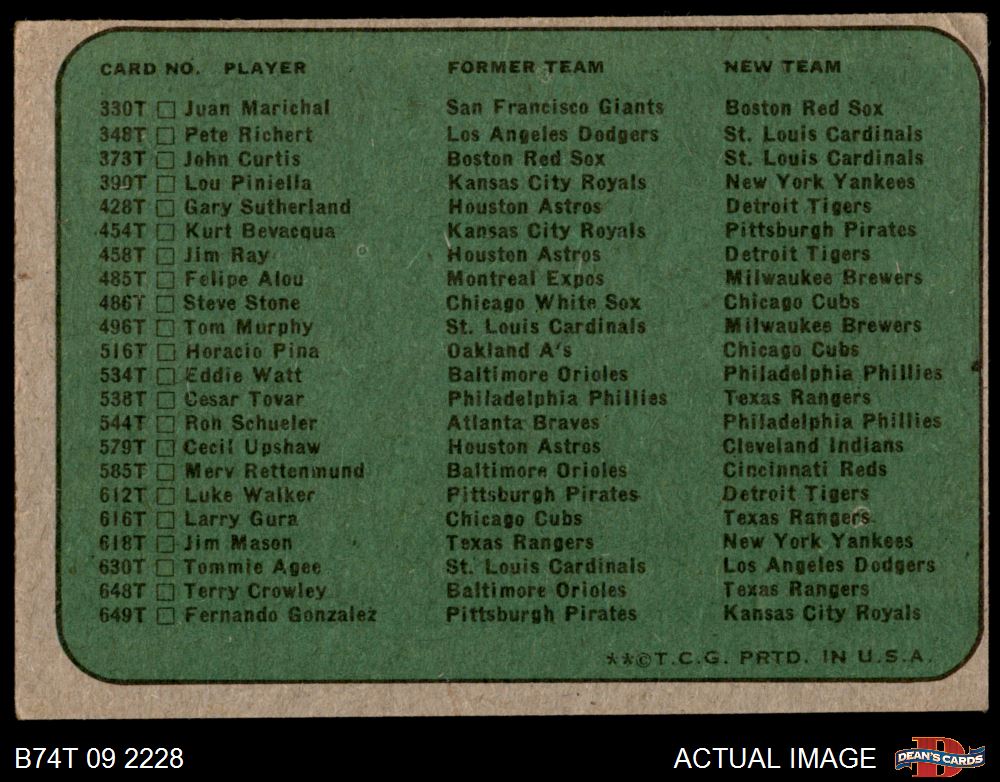 CARD NO. PLAYER FORMER TEAM NEW TEAM
330T Juan Marichal San Francisco Giants Boston Red Sox
348T Pete Richert Los Angeles Dodgers St. Louis Cardinals
373T John Curtis Boston Red Sox St. Louis Cardinals
390T Lou Piniella Kansas City Royals New York Yankees
428T Gary Sutherland Houston Astros Detroit Tigers
454T Kurt Bevacqua Kansas City Royals Pittsburgh Pirates
458T Jim Ray Houston Astros Detroit Tigers
485T Felipe Alou Montreal Expos Milwaukee Brewers
486T Steve Stone Chicago White Sox Chicago Cubs
496T Tom Murphy St. Louis Cardinals Milwaukee Brewers
516T Horacio Pina Oakland A's Chicago Cubs
534T Eddie Watt Baltimore Orioles Philadelphia Phillies
538T Cesar Tovar Philadelphia Phillies Texas Rangers
544T Ron Schueler Atlanta Braves Philadelphia Phillies
579T Cecil Upshaw Houston Astros Cleveland Indians
585T Merv Rettenmund Baltimore Orioles Cincinnati Reds
612T Luke Walker Pittsburgh Pirates Detroit Tigers
616T Larry Gura Chicago Cubs Texas Rangers
618T Jim Mason Texas Rangers New York Yankees
630T Tommie Agee St. Louis Cardinals Los Angeles Dodgers
648T Terry Crowley Baltimore Orioles Texas Rangers
649T Fernando Gonzalez Pittsburgh Pirates Kansas City Royals
**©T.C.G. PRTD. IN U.S.A.
B74T 09 2228 ACTUAL IMAGE DEAN'S CARDS